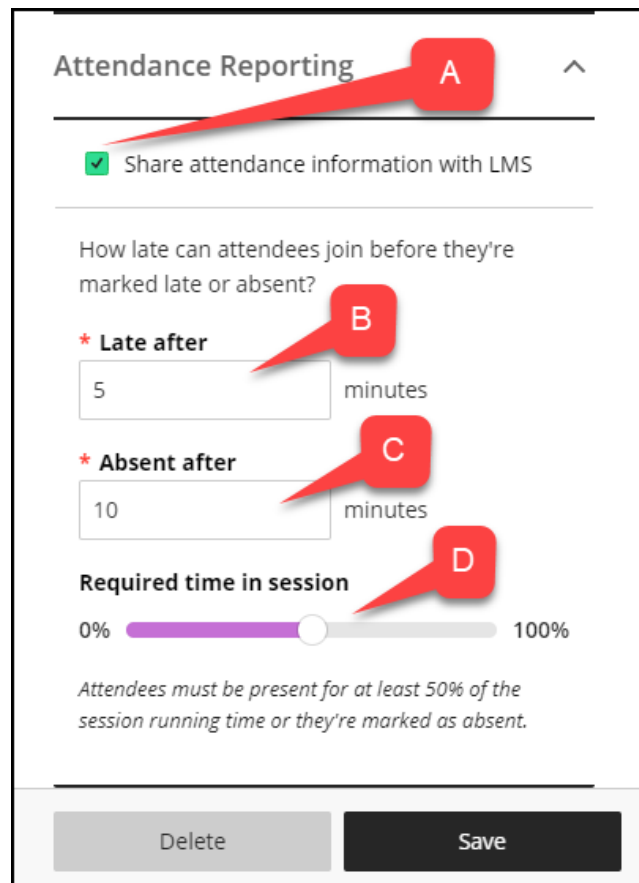 Attendance Reporting
A
Share attendance information with LMS
How late can attendees join before they're
marked late or absent?
B
* Late after
5 minutes
C
* Absent after
10 minutes
D
Required time in session
0% 100%
Attendees must be present for at least 50% of the
session running time or they're marked as absent.
Delete Save